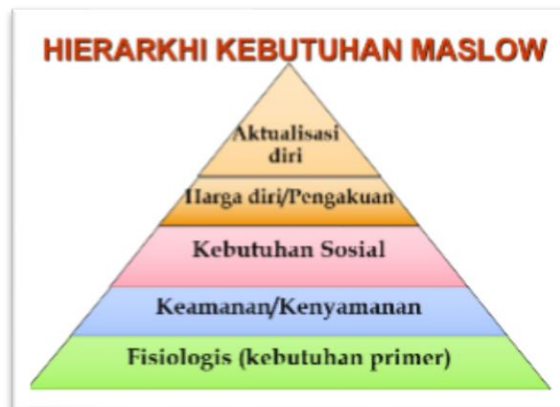 HIERARKHI KEBUTUHAN MASLOW
Aktualisasi
diri
Harga diri/Pengakuan
Kebutuhan Sosial
Keamanan/Kenyamanan
Fisiologis (kebutuhan primer)